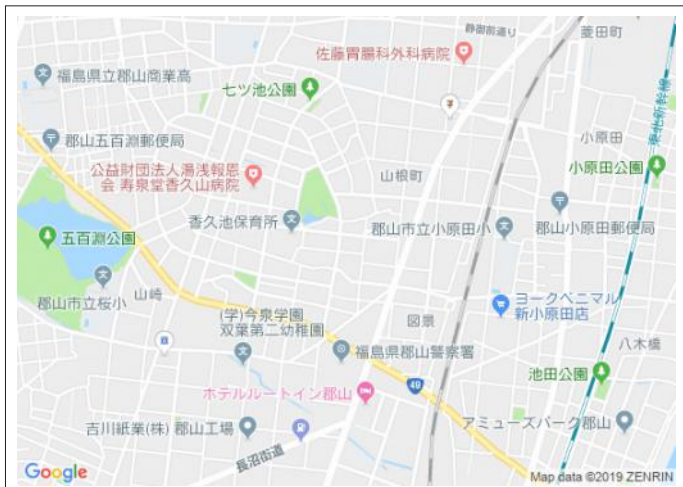 静御前通り
菱田町
佐藤胃腸科外科病院
福島県立郡山商業高
七ツ池公園
東北新幹線
郡山五百淵郵便局
小原田
公益財団法人湯浅報恩
会 寿泉堂香久山病院
山根町
小原田公園
香久池保育所
郡山市立小原田小
郡山小原田郵便局
五百淵公園
郡山市立桜小
山崎
(学)今泉学園
双葉第二幼稚園
図景
ヨークベニマル
新小原田店
福島県郡山警察署
八木橋
49
池田公園
ホテルルートイン郡山
吉川紙業(株) 郡山工場
アミューズパーク郡山
長沼街道
Google
Map data ©2019 ZENRIN